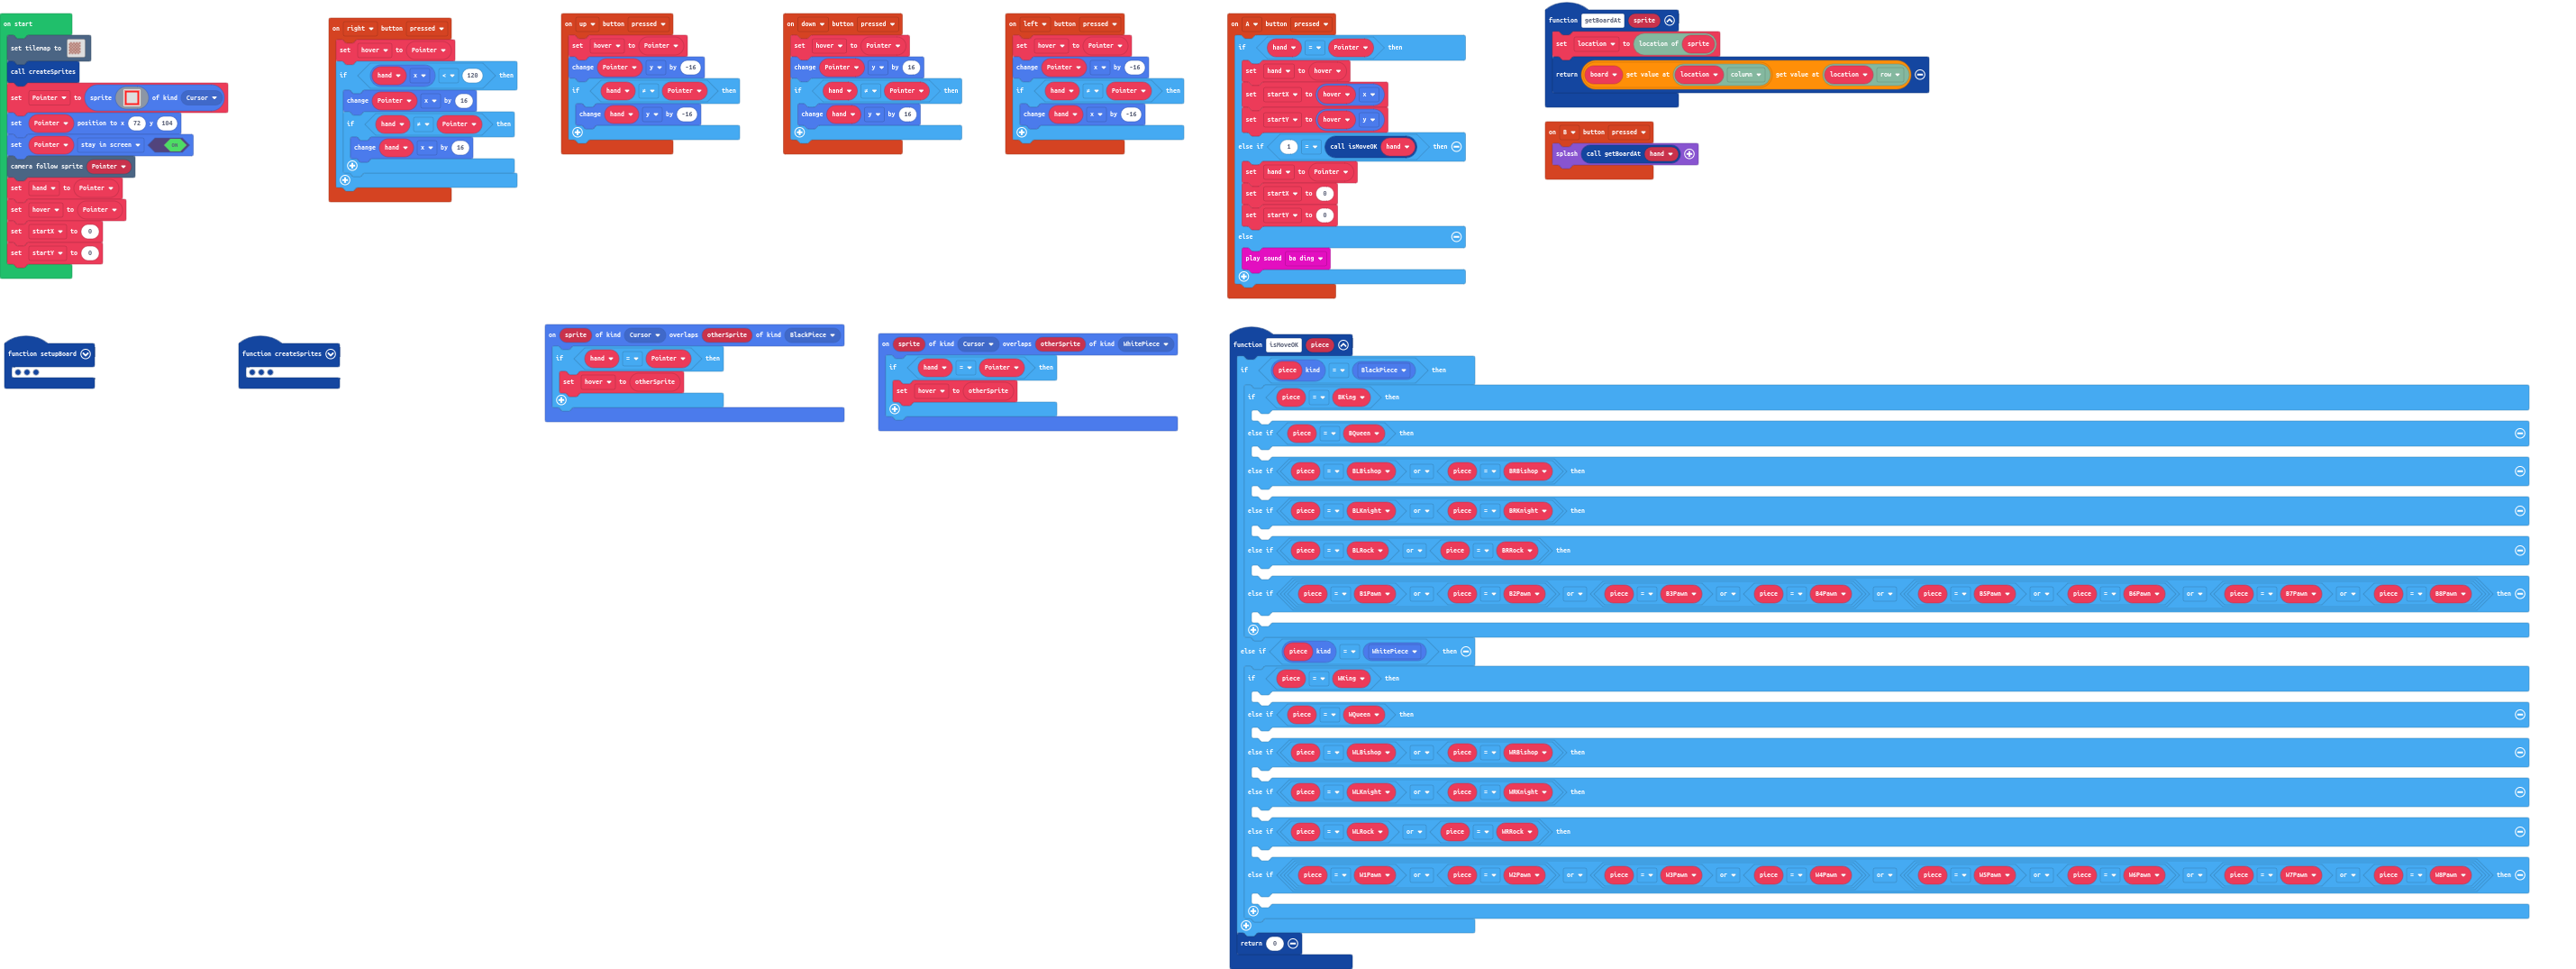 on start
set tilemap to
call createSprites
set Pointer to sprite of kind Cursor
set Pointer position to x 72 y 104
set Pointer stay in screen ON
camera follow sprite Pointer
set hand to Pointer
set hover to Pointer
set startX to 0
set startY to 0
on right button pressed
set hover to Pointer
if hand x < 120 then
change Pointer x by 16
if hand ≠ Pointer then
change hand x by 16
on up button pressed
set hover to Pointer
change Pointer y by -16
if hand ≠ Pointer then
change hand y by -16
on down button pressed
set hover to Pointer
change Pointer y by 16
if hand ≠ Pointer then
change hand y by 16
on left button pressed
set hover to Pointer
change Pointer x by -16
if hand ≠ Pointer then
change hand x by -16
on A button pressed
if hand = Pointer then
set hand to hover
set startX to hover x
set startY to hover y
else if 1 = call isMoveOK hand then
set hand to Pointer
set startX to 0
set startY to 0
else
play sound ba ding
function getBoardAt sprite
set location to location of sprite
return board get value at location column get value at location row
on B button pressed
splash call getBoardAt hand
function setupBoard
function createSprites
on sprite of kind Cursor overlaps otherSprite of kind BlackPiece
if hand = Pointer then
set hover to otherSprite
on sprite of kind Cursor overlaps otherSprite of kind WhitePiece
if hand = Pointer then
set hover to otherSprite
function isMoveOK piece
if piece kind = BlackPiece then
if piece = BKing then
else if piece = BQueen then
else if piece = BLBishop or piece = BRBishop then
else if piece = BLKnight or piece = BRKnight then
else if piece = BLRock or piece = BRRock then
else if piece = B1Pawn or piece = B2Pawn or piece = B3Pawn or piece = B4Pawn or piece = B5Pawn or piece = B6Pawn or piece = B7Pawn or piece = B8Pawn then
else if piece kind = WhitePiece then
if piece = WKing then
else if piece = WQueen then
else if piece = WLBishop or piece = WRBishop then
else if piece = WLKnight or piece = WRKnight then
else if piece = WLRock or piece = WRRock then
else if piece = W1Pawn or piece = W2Pawn or piece = W3Pawn or piece = W4Pawn or piece = W5Pawn or piece = W6Pawn or piece = W7Pawn or piece = W8Pawn then
return 0